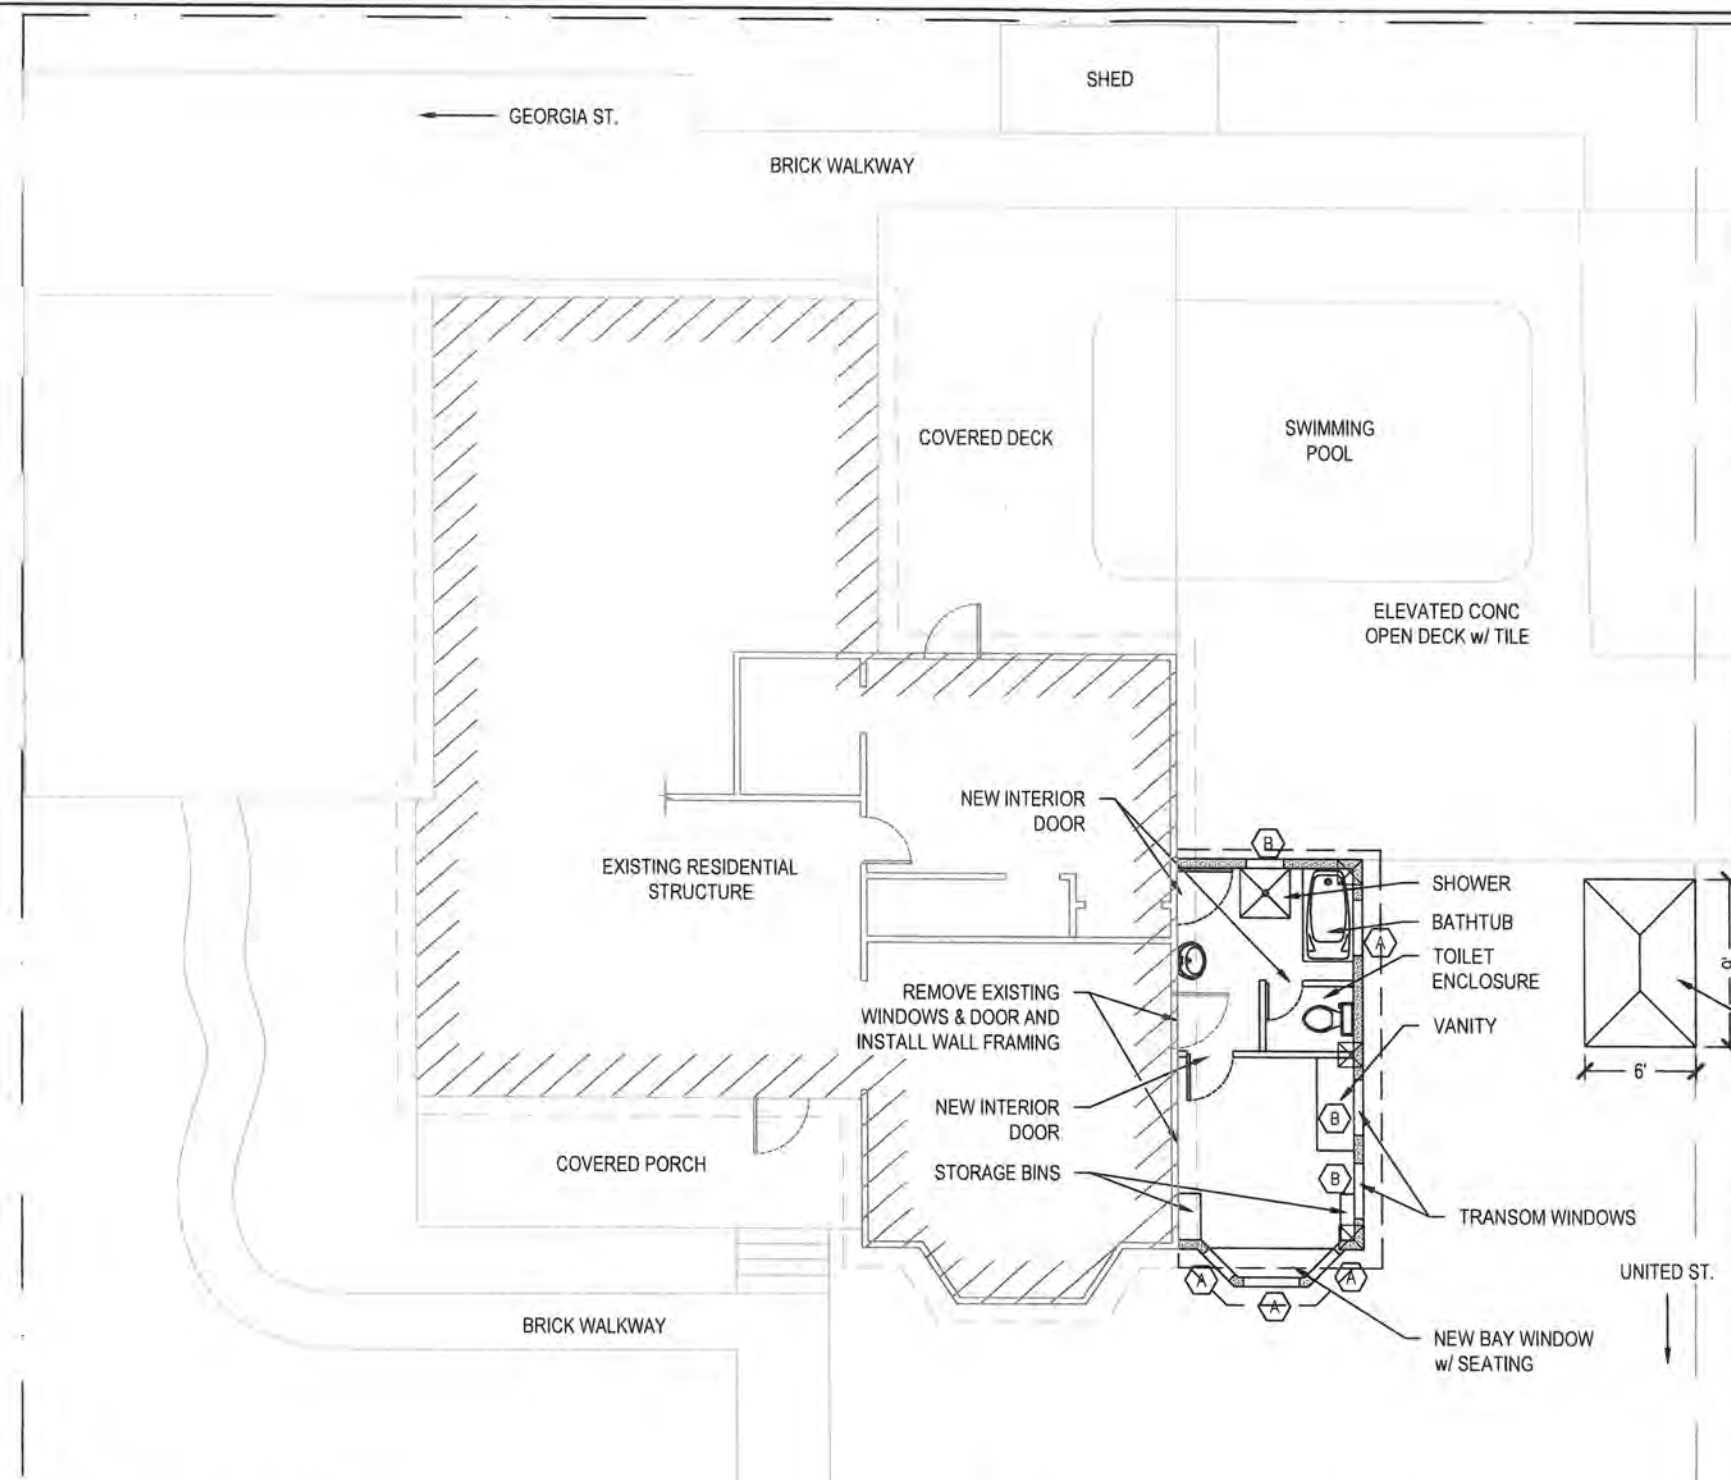 SHED
GEORGIA ST.
BRICK WALKWAY
COVERED DECK
SWIMMING
POOL
ELEVATED CONC
OPEN DECK w/ TILE
NEW INTERIOR
DOOR
EXISTING RESIDENTIAL
STRUCTURE
B
SHOWER
BATHTUB
A
TOILET
ENCLOSURE
VANITY
REMOVE EXISTING
WINDOWS & DOOR AND
INSTALL WALL FRAMING
6'
NEW INTERIOR
DOOR
B
COVERED PORCH
STORAGE BINS
B
TRANSOM WINDOWS
A
A
A
UNITED ST.
BRICK WALKWAY
NEW BAY WINDOW
w/ SEATING